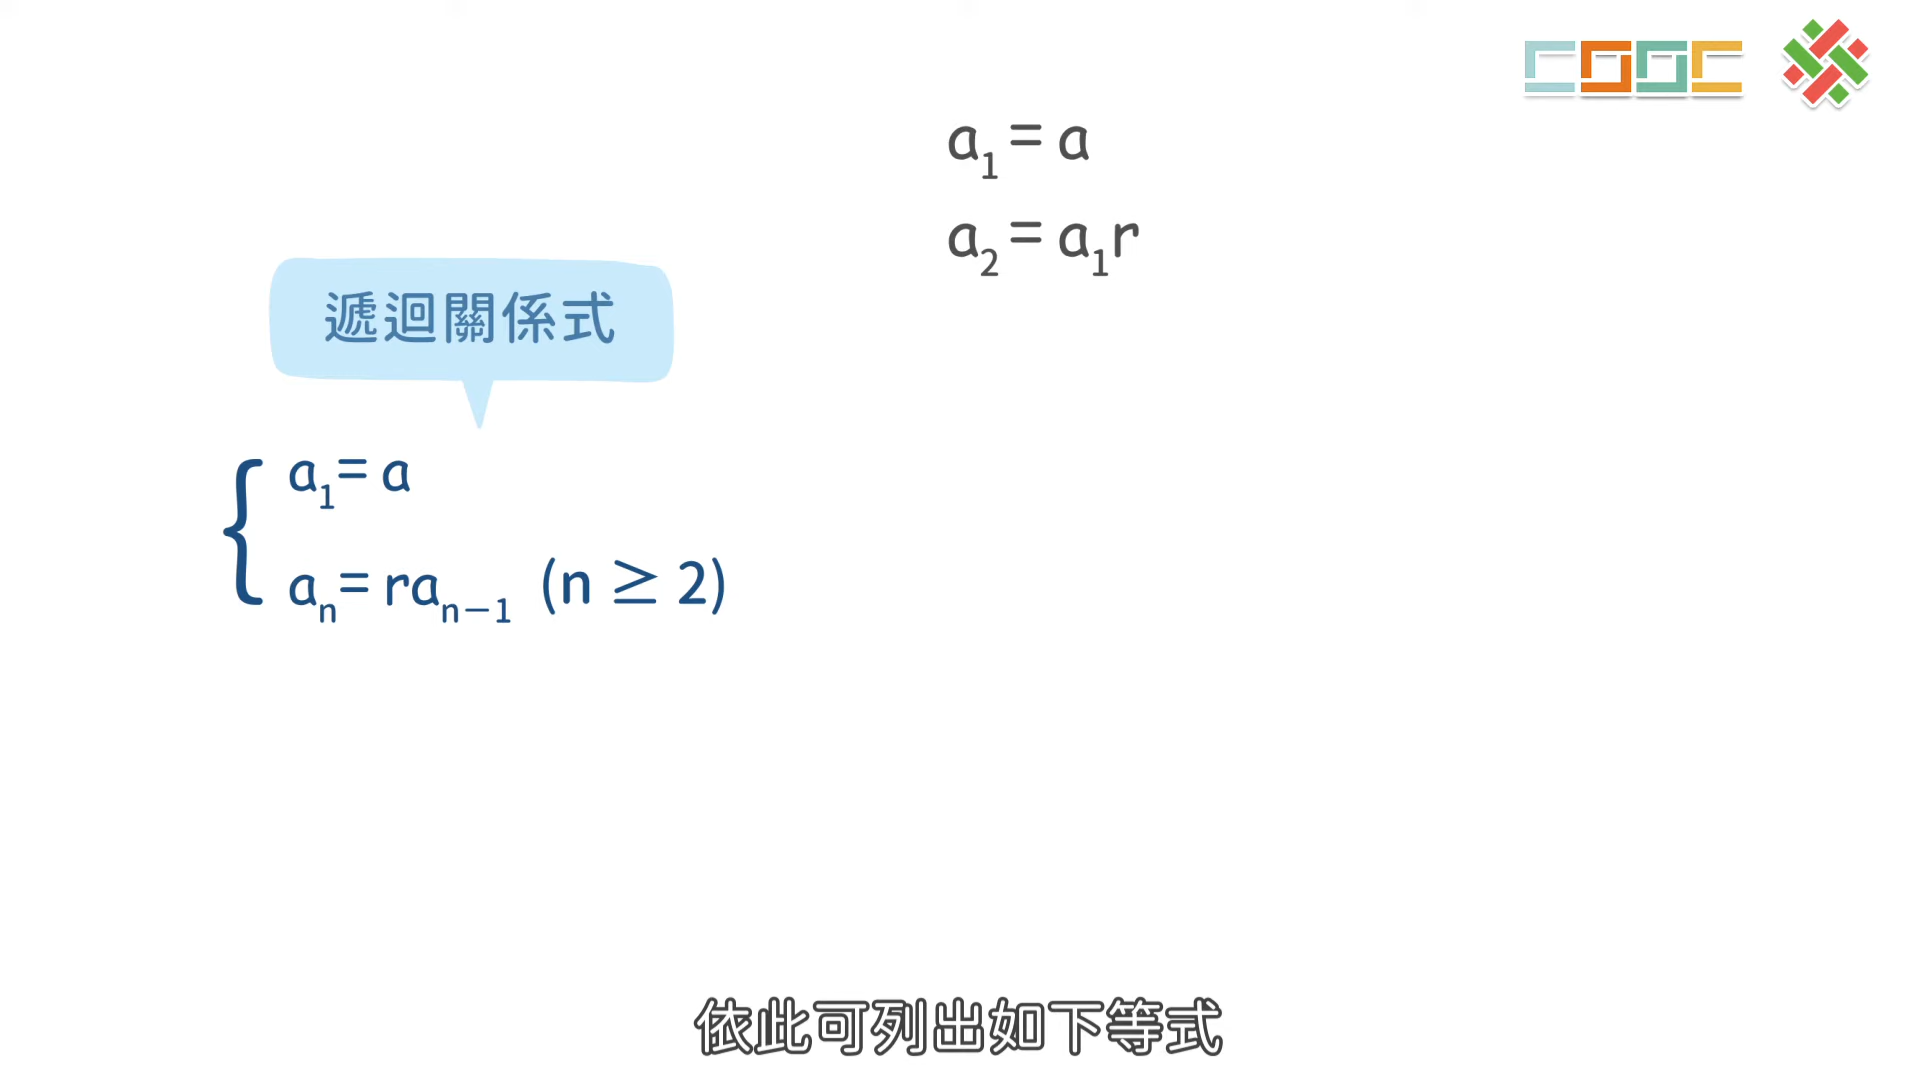 COOC
a₁ = a
a₂ = a₁r
遞迴關係式
a₁ = a
aₙ = raₙ₋₁ (n ≥ 2)
依此可列出如下等式